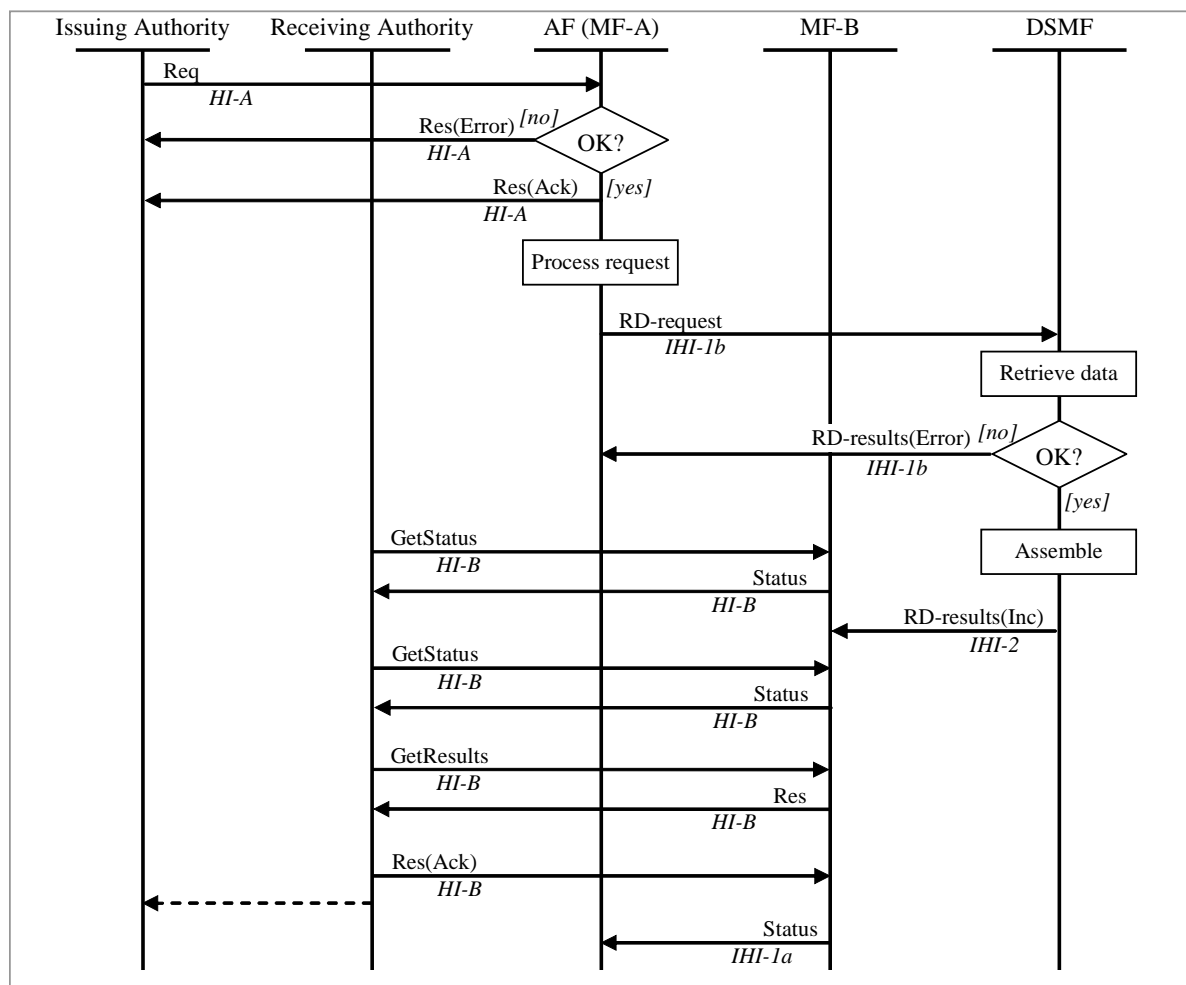 Issuing Authority
Receiving Authority
AF (MF-A)
MF-B
DSMF
Req
HI-A
Res(Error)
[no]
HI-A
OK?
Res(Ack)
[yes]
HI-A
Process request
RD-request
IHI-1b
Retrieve data
RD-results(Error)
[no]
IHI-1b
OK?
[yes]
GetStatus
HI-B
Assemble
Status
HI-B
RD-results(Inc)
IHI-2
GetStatus
HI-B
Status
HI-B
GetResults
HI-B
Res
HI-B
Res(Ack)
HI-B
Status
IHI-1a